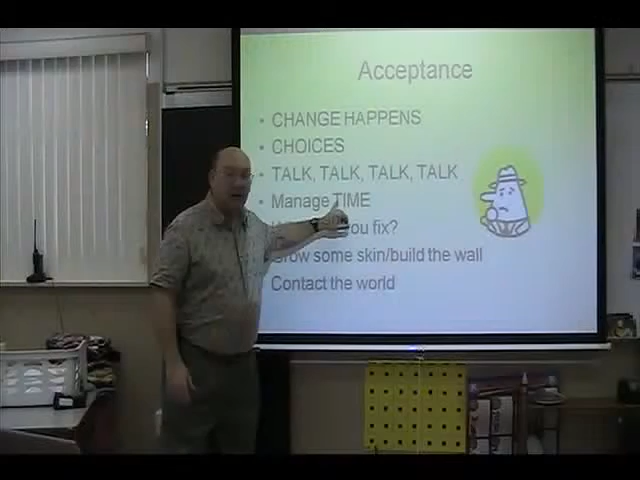 Acceptance
• CHANGE HAPPENS
• CHOICES
• TALK, TALK, TALK, TALK
• Manage TIME
you fix?
some skin/build the wall
Contact the world